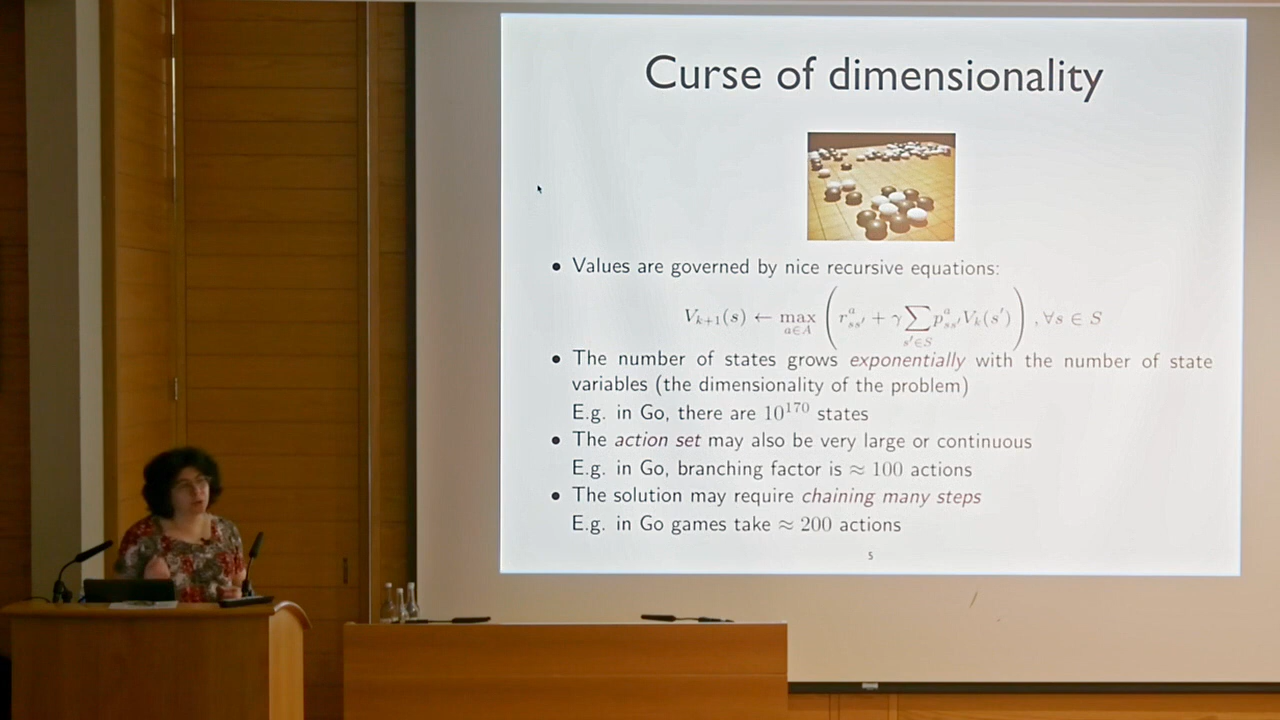 Curse of dimensionality
• Values are governed by nice recursive equations:
V_{k+1}(s) ← max_{a∈A} ( r^a_{ss′} + γ ∑_{s′∈S} p^a_{ss′} V_k(s′) ) , ∀s ∈ S
• The number of states grows exponentially with the number of state
variables (the dimensionality of the problem)
E.g. in Go, there are 10^{170} states
• The action set may also be very large or continuous
E.g. in Go, branching factor is ≈ 100 actions
• The solution may require chaining many steps
E.g. in Go games take ≈ 200 actions
5